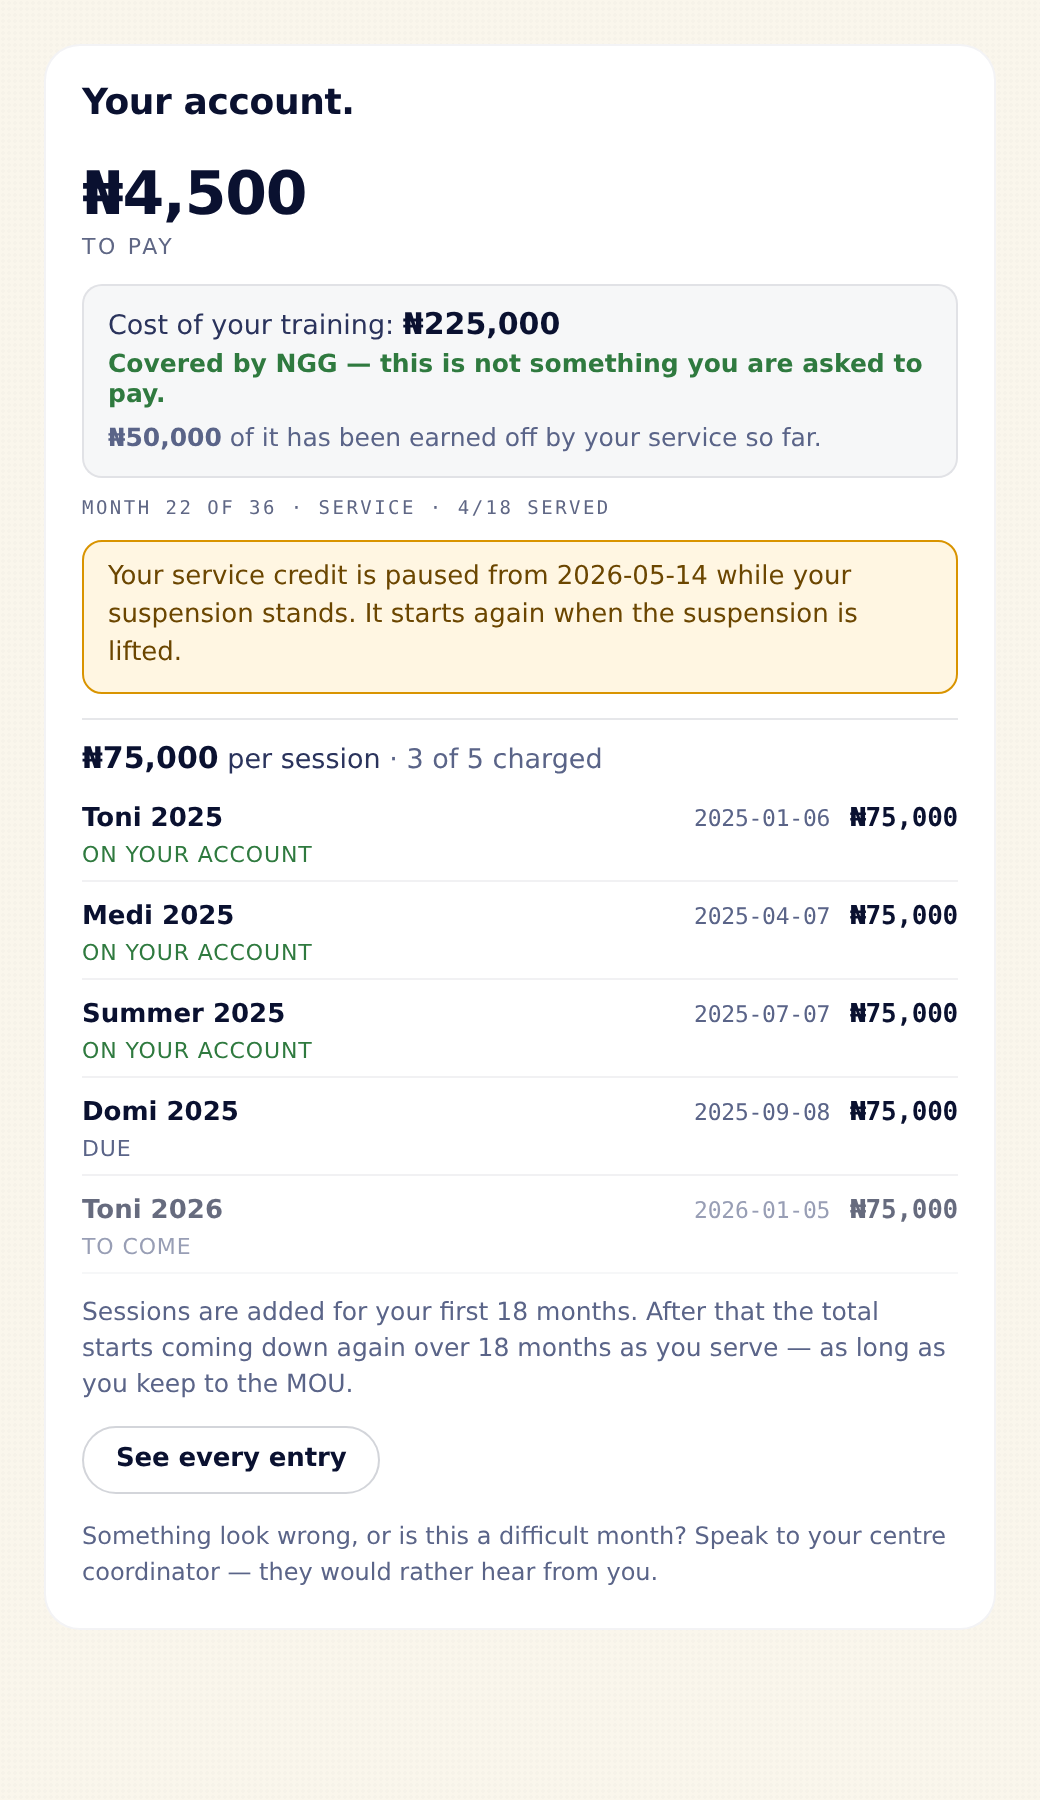 Your account.
₦4,500
TO PAY
Cost of your training: ₦225,000
Covered by NGG — this is not something you are asked to
pay.
₦50,000 of it has been earned off by your service so far.
MONTH 22 OF 36 · SERVICE · 4/18 SERVED
Your service credit is paused from 2026-05-14 while your
suspension stands. It starts again when the suspension is
lifted.
₦75,000 per session · 3 of 5 charged
Toni 2025 2025-01-06 ₦75,000
ON YOUR ACCOUNT
Medi 2025 2025-04-07 ₦75,000
ON YOUR ACCOUNT
Summer 2025 2025-07-07 ₦75,000
ON YOUR ACCOUNT
Domi 2025 2025-09-08 ₦75,000
DUE
Toni 2026 2026-01-05 ₦75,000
TO COME
Sessions are added for your first 18 months. After that the total
starts coming down again over 18 months as you serve — as long as
you keep to the MOU.
See every entry
Something look wrong, or is this a difficult month? Speak to your centre
coordinator — they would rather hear from you.